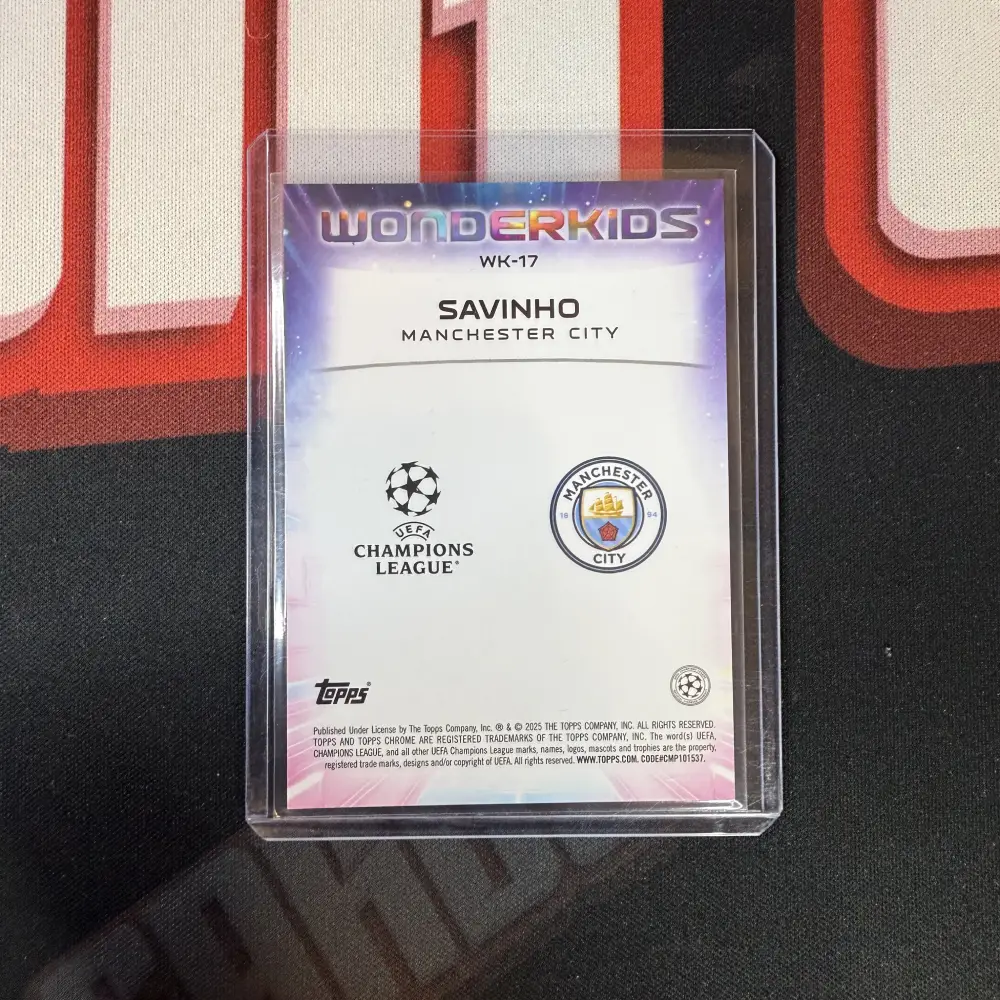 WONDERKIDS
WK-17
SAVINHO
MANCHESTER CITY
UEFA
CHAMPIONS
LEAGUE®
MANCHESTER
18 94
CITY
Topps®
Published Under License by The Topps Company, Inc. ® & © 2025 THE TOPPS COMPANY, INC. ALL RIGHTS RESERVED.
TOPPS AND TOPPS CHROME ARE REGISTERED TRADEMARKS OF THE TOPPS COMPANY, INC. The word(s) UEFA,
CHAMPIONS LEAGUE, and all other UEFA Champions League marks, names, logos, mascots and trophies are the property,
registered trade marks, designs and/or copyright of UEFA. All rights reserved. WWW.TOPPS.COM. CODE#CMP101537.